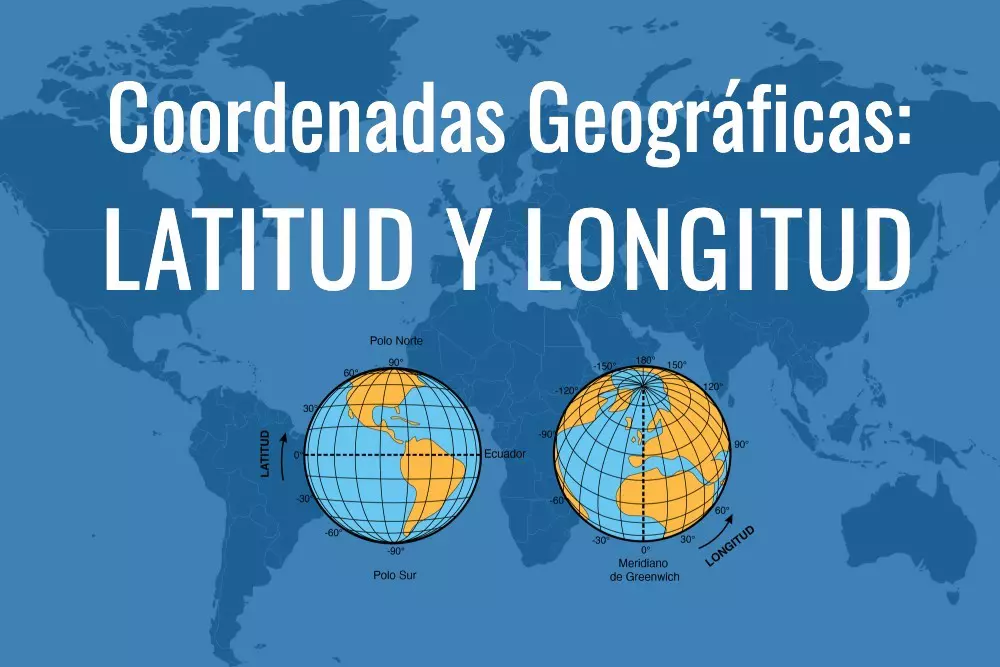 Coordenadas Geográficas:
LATITUD Y LONGITUD
Polo Norte
90°
60°
30°
LATITUD
0°
Ecuador
-30°
-60°
-90°
Polo Sur
180°
-150°
150°
-120°
120°
-90°
90°
-60°
60°
-30°
30°
0°
LONGITUD
Meridiano
de Greenwich